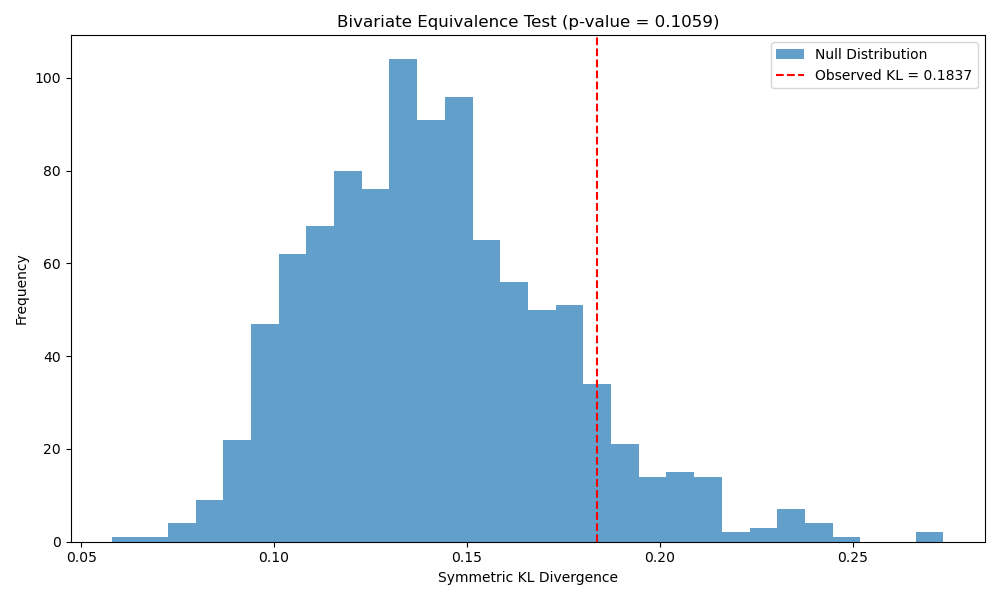 Bivariate Equivalence Test (p-value = 0.1059)
Null Distribution
Observed KL = 0.1837
Frequency
100
80
60
40
20
0
0.05
0.10
0.15
0.20
0.25
Symmetric KL Divergence